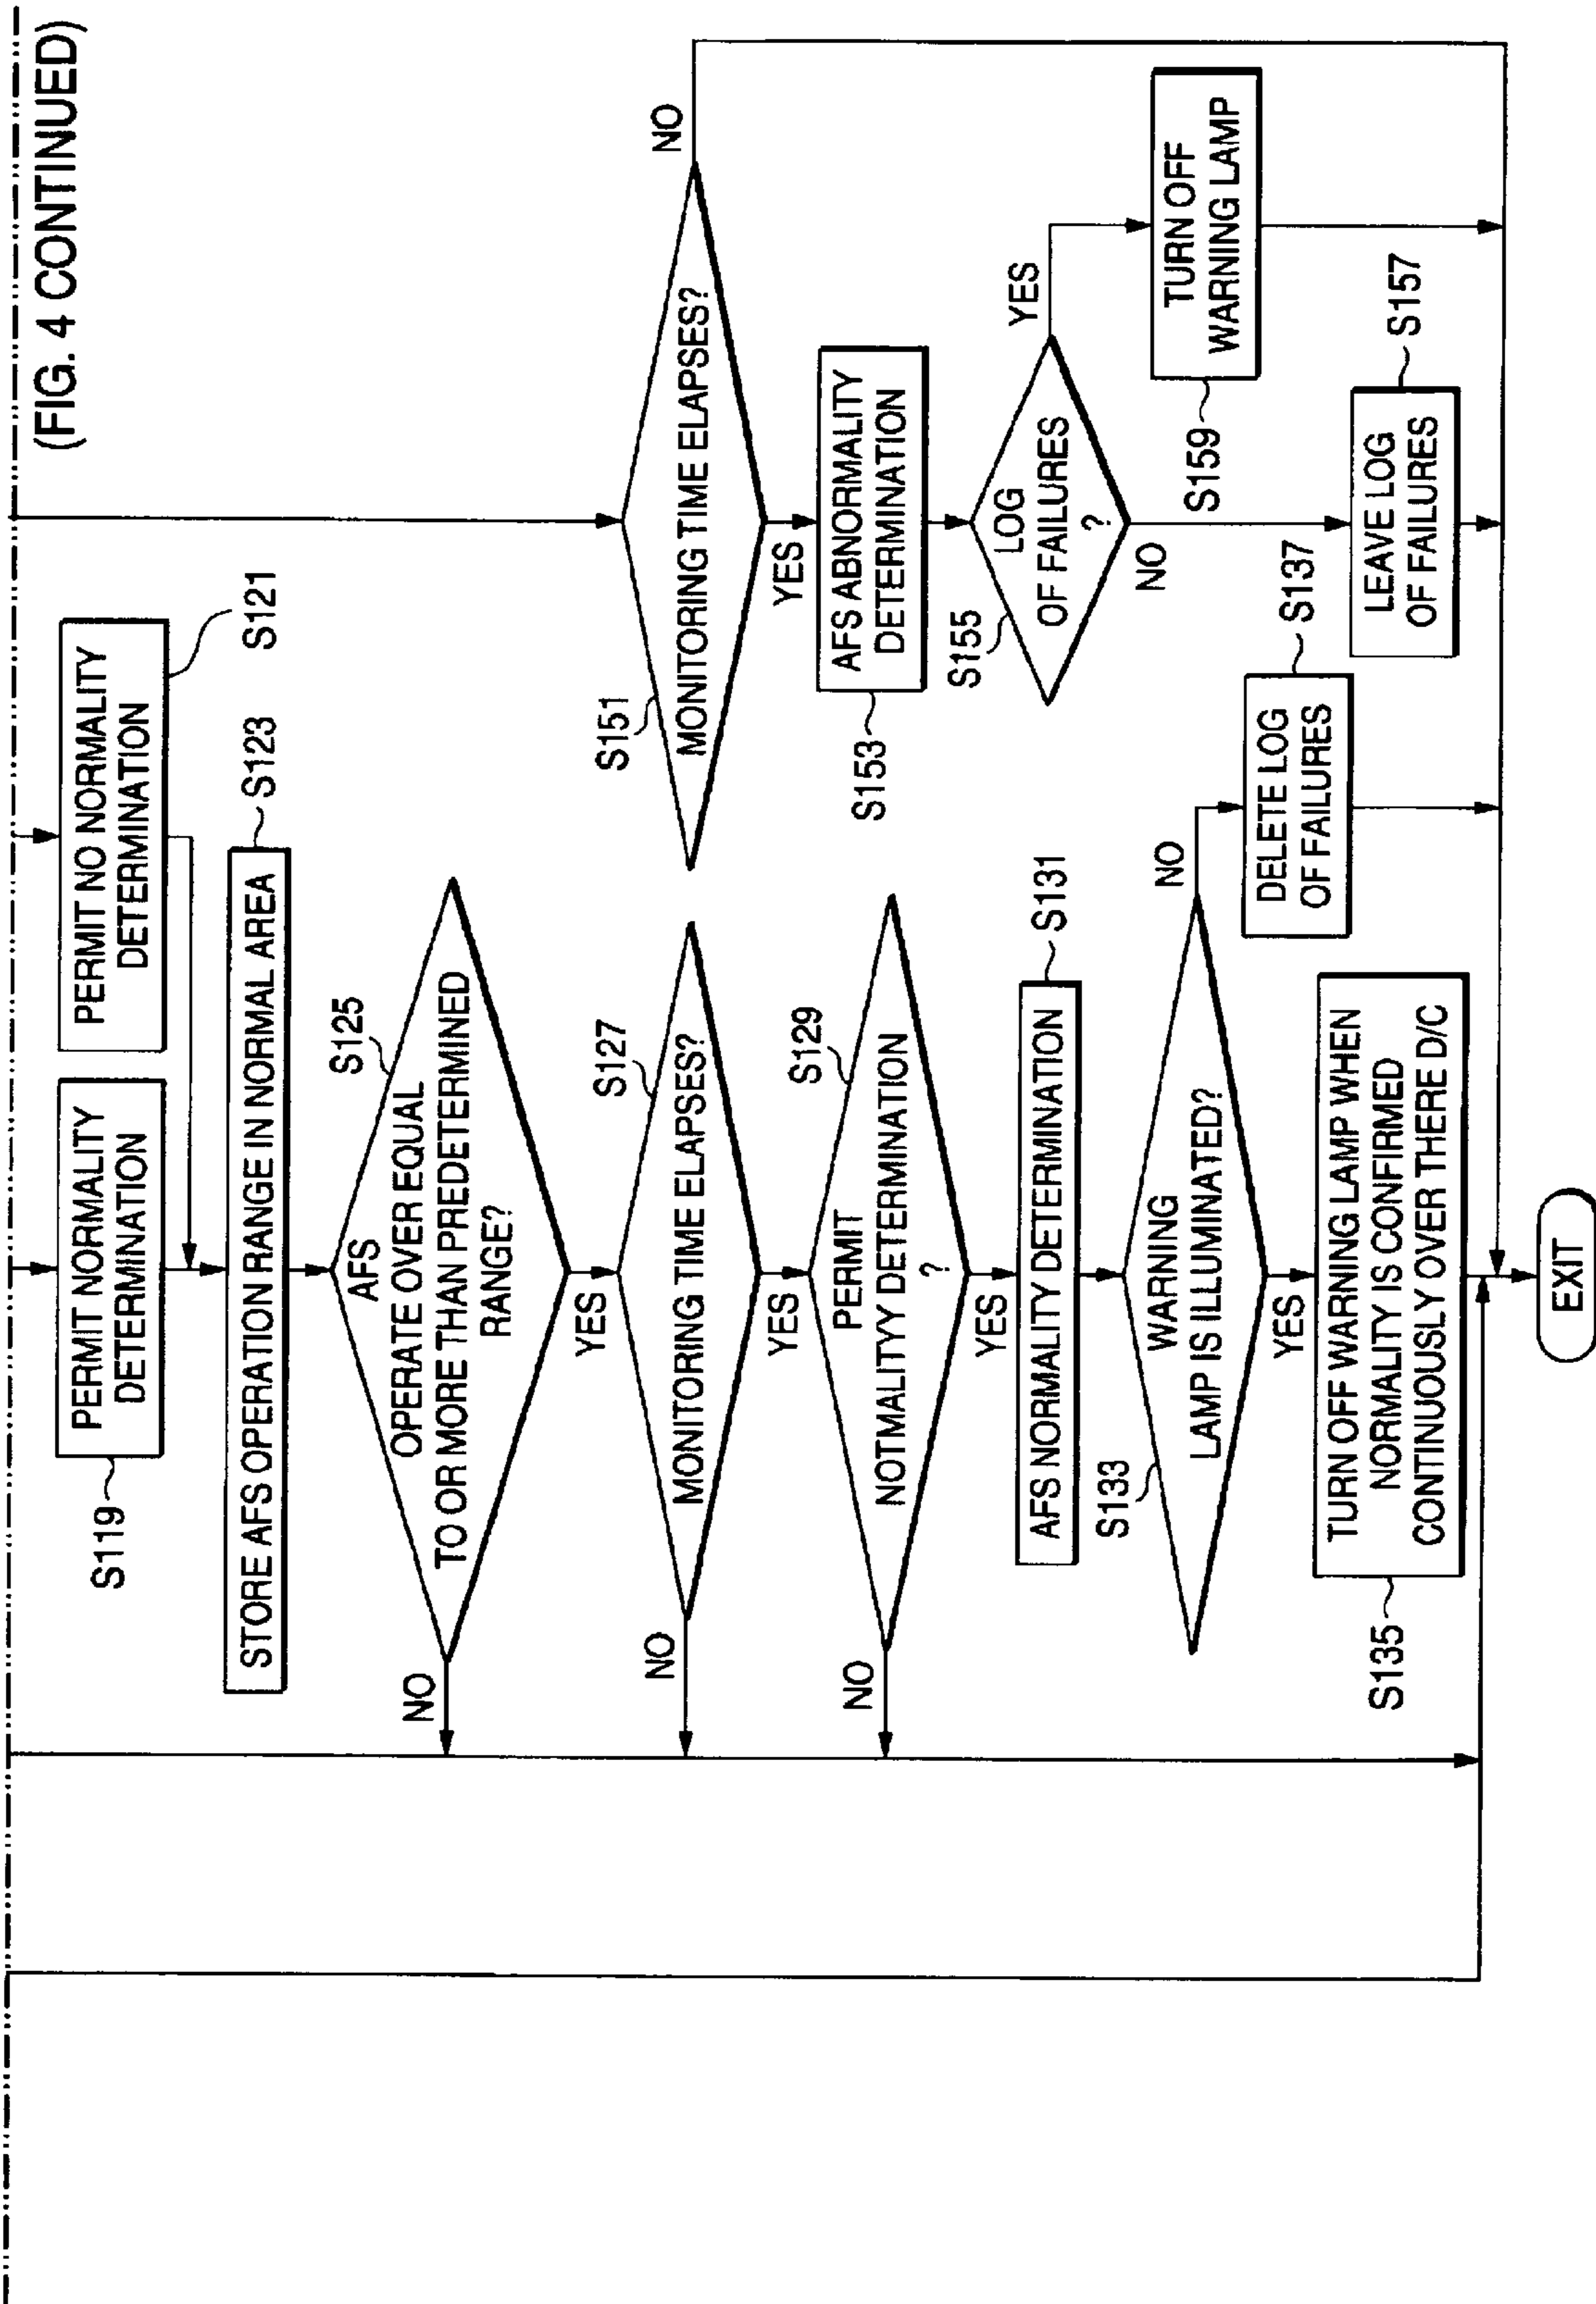 (FIG. 4 CONTINUED)
PERMIT NORMALITY
DETERMINATION
S119
PERMIT NO NORMALITY
DETERMINATION
S121
STORE AFS OPERATION RANGE IN NORMAL AREA
S123
AFS
OPERATE OVER EQUAL
TO OR MORE THAN PREDETERMINED
RANGE?
S125
NO
YES
MONITORING TIME ELAPSES?
S127
NO
YES
PERMIT
NOTMALITYY DETERMINATION
?
S129
NO
YES
AFS NORMALITY DETERMINATION
S131
WARNING
LAMP IS ILLUMINATED?
S133
NO
YES
TURN OFF WARNING LAMP WHEN
NORMALITY IS CONFIRMED
CONTINUOUSLY OVER THERE D/C
S135
DELETE LOG
OF FAILURES
S137
MONITORING TIME ELAPSES?
S151
NO
YES
AFS ABNORMALITY
DETERMINATION
S153
LOG
OF FAILURES
?
S155
YES
NO
TURN OFF
WARNING LAMP
S159
LEAVE LOG
OF FAILURES
S157
EXIT